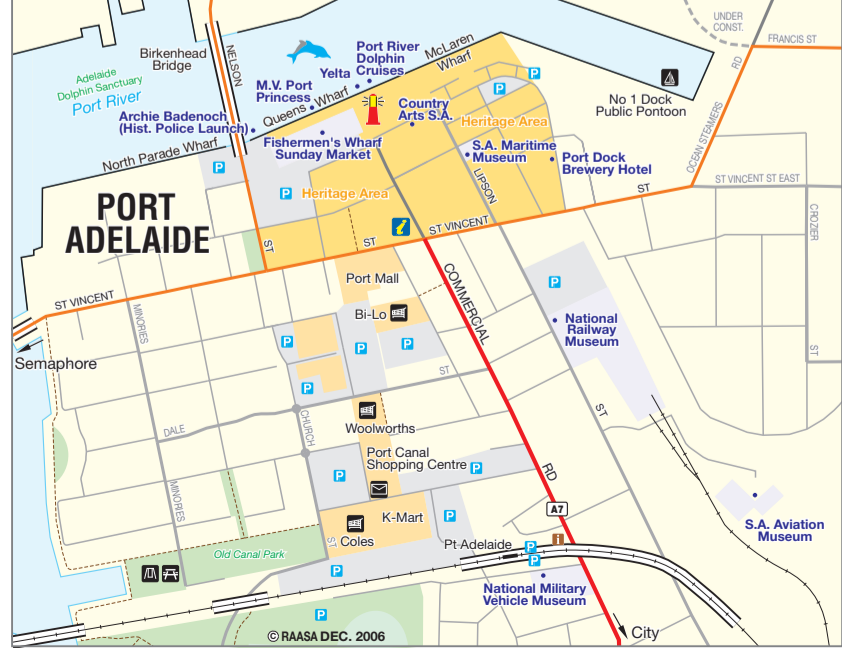 UNDER
CONST.
FRANCIS ST
RD
OCEAN STEAMERS
Birkenhead
Bridge
NELSON
Port River
Dolphin
Cruises
McLaren
Wharf
Yelta
M.V. Port
Princess
Queens Wharf
Adelaide
Dolphin Sanctuary
Port River
Archie Badenoch
(Hist. Police Launch)
North Parade Wharf
Country
Arts S.A.
Heritage Area
No 1 Dock
Public Pontoon
Fishermen's Wharf
Sunday Market
S.A. Maritime
Museum
Port Dock
Brewery Hotel
LIPSON
Heritage Area
P
P
P
P
ST VINCENT ST EAST
CROZIER
ST
PORT
ADELAIDE
ST
ST
ST VINCENT
ST
i
ST VINCENT
MINORIES
Port Mall
Bi-Lo
COMMERCIAL
P
P
P
P
P
National
Railway
Museum
Semaphore
ST
ST
DALE
CHURCH
Woolworths
Port Canal
Shopping Centre
P
P
RD
MINORIES
A7
K-Mart
Coles
ST
P
S.A. Aviation
Museum
Old Canal Park
Pt Adelaide
P
P
i
P
National Military
Vehicle Museum
P
© RAASA DEC. 2006
City